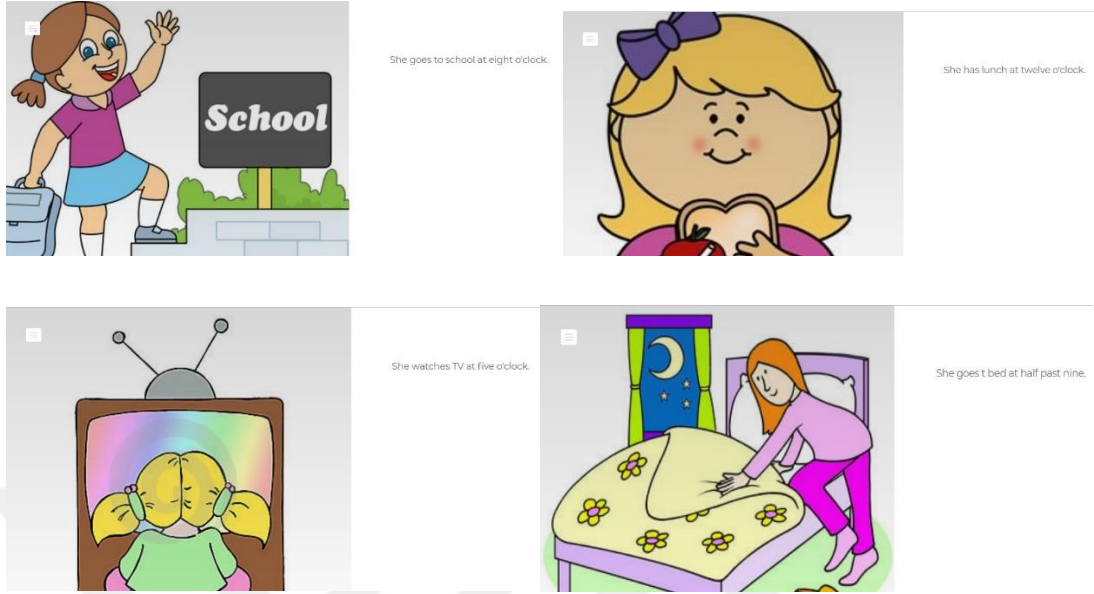 School
She goes to school at eight o'clock.
She has lunch at twelve o'clock.
She watches TV at five o'clock.
She goes t bed at half past nine.